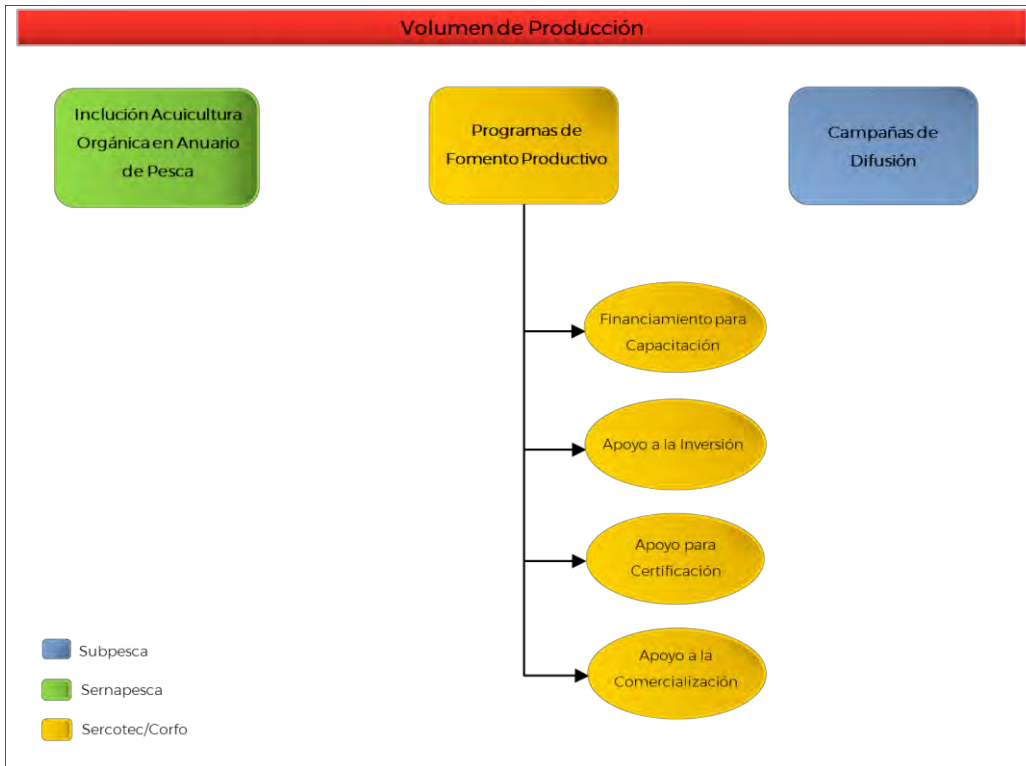 Volumen de Producción
Inclución Acuicultura
Orgánica en Anuario
de Pesca
Programas de
Fomento Productivo
Campañas de
Difusión
Financiamiento para
Capacitación
Apoyo a la Inversión
Apoyo para
Certificación
Apoyo a la
Comercialización
Subpesca
Sernapesca
Sercotec/Corfo